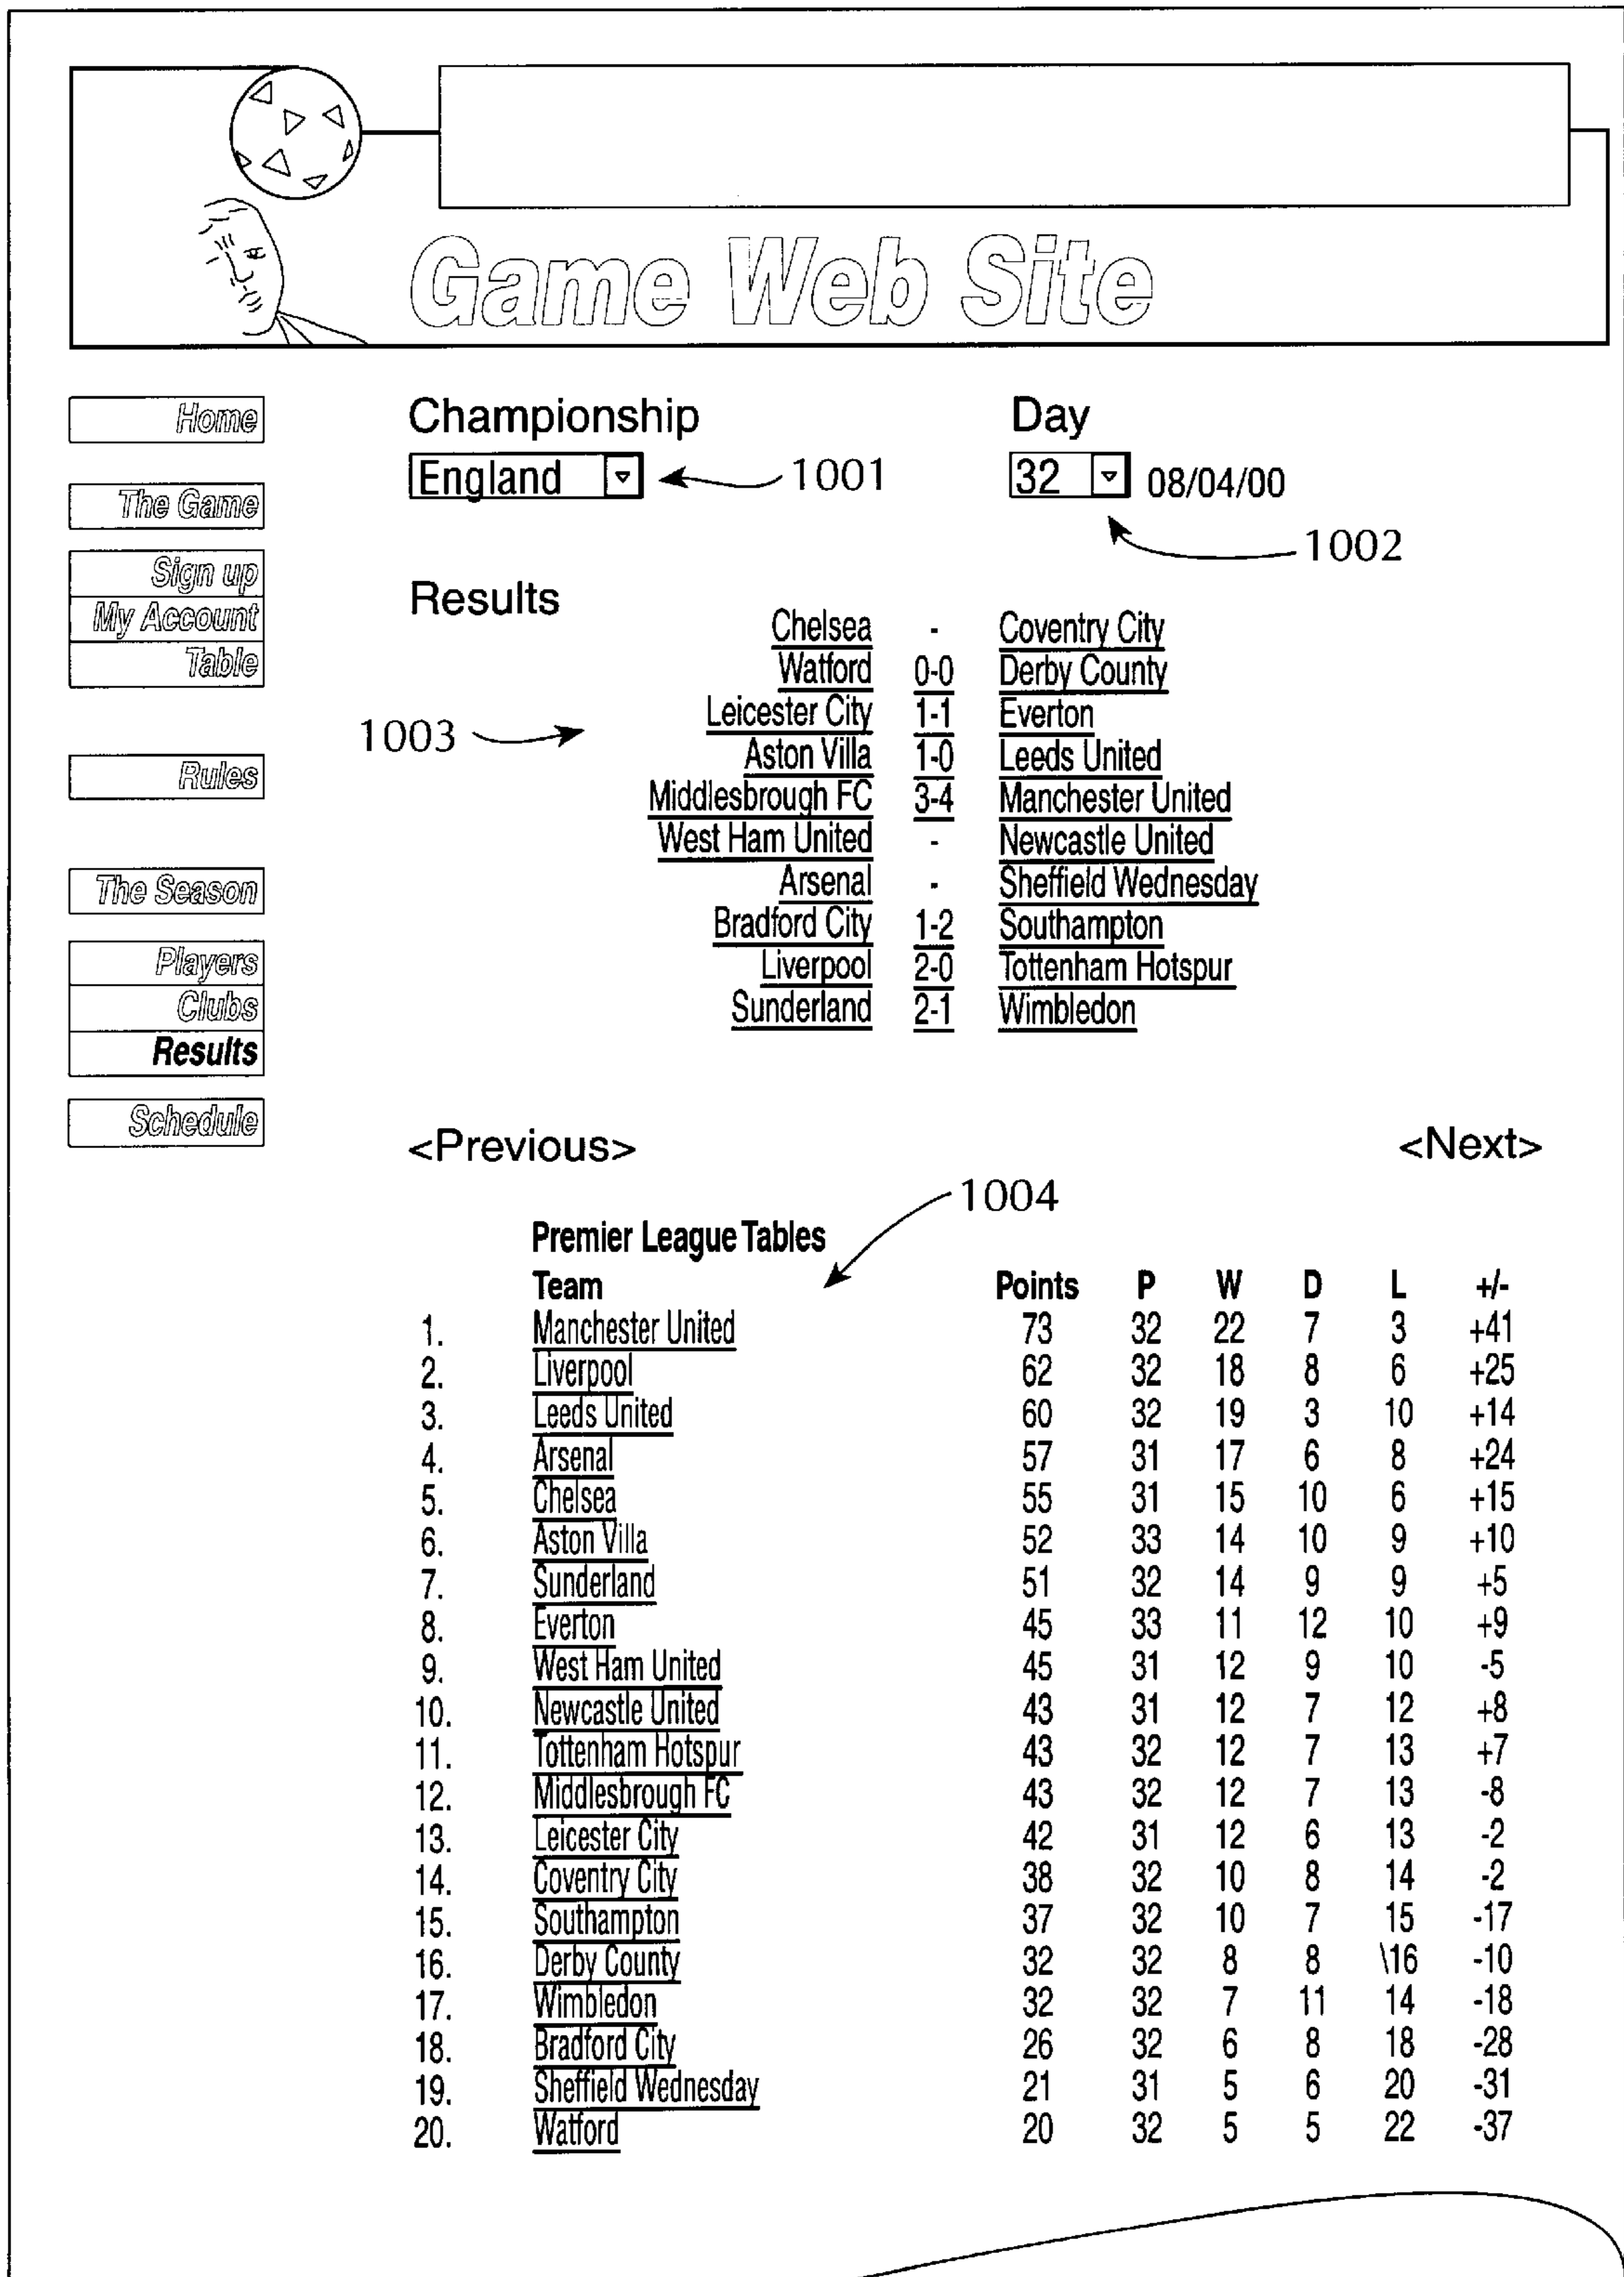 Game Web Site
Home
The Game
Sign up
My Account
Table
Rules
The Season
Players
Clubs
Results
Schedule
Championship Day
England 1001 32 08/04/00
1002
Results
Chelsea - Coventry City
Watford 0-0 Derby County
Leicester City 1-1 Everton
1003
Aston Villa 1-0 Leeds United
Middlesbrough FC 3-4 Manchester United
West Ham United - Newcastle United
Arsenal - Sheffield Wednesday
Bradford City 1-2 Southampton
Liverpool 2-0 Tottenham Hotspur
Sunderland 2-1 Wimbledon
<Previous> <Next>
1004
Premier League Tables
Team Points P W D L +/-
1. Manchester United 73 32 22 7 3 +41
2. Liverpool 62 32 18 8 6 +25
3. Leeds United 60 32 19 3 10 +14
4. Arsenal 57 31 17 6 8 +24
5. Chelsea 55 31 15 10 6 +15
6. Aston Villa 52 33 14 10 9 +10
7. Sunderland 51 32 14 9 9 +5
8. Everton 45 33 11 12 10 +9
9. West Ham United 45 31 12 9 10 -5
10. Newcastle United 43 31 12 7 12 +8
11. Tottenham Hotspur 43 32 12 7 13 +7
12. Middlesbrough FC 43 32 12 7 13 -8
13. Leicester City 42 31 12 6 13 -2
14. Coventry City 38 32 10 8 14 -2
15. Southampton 37 32 10 7 15 -17
16. Derby County 32 32 8 8 \16 -10
17. Wimbledon 32 32 7 11 14 -18
18. Bradford City 26 32 6 8 18 -28
19. Sheffield Wednesday 21 31 5 6 20 -31
20. Watford 20 32 5 5 22 -37